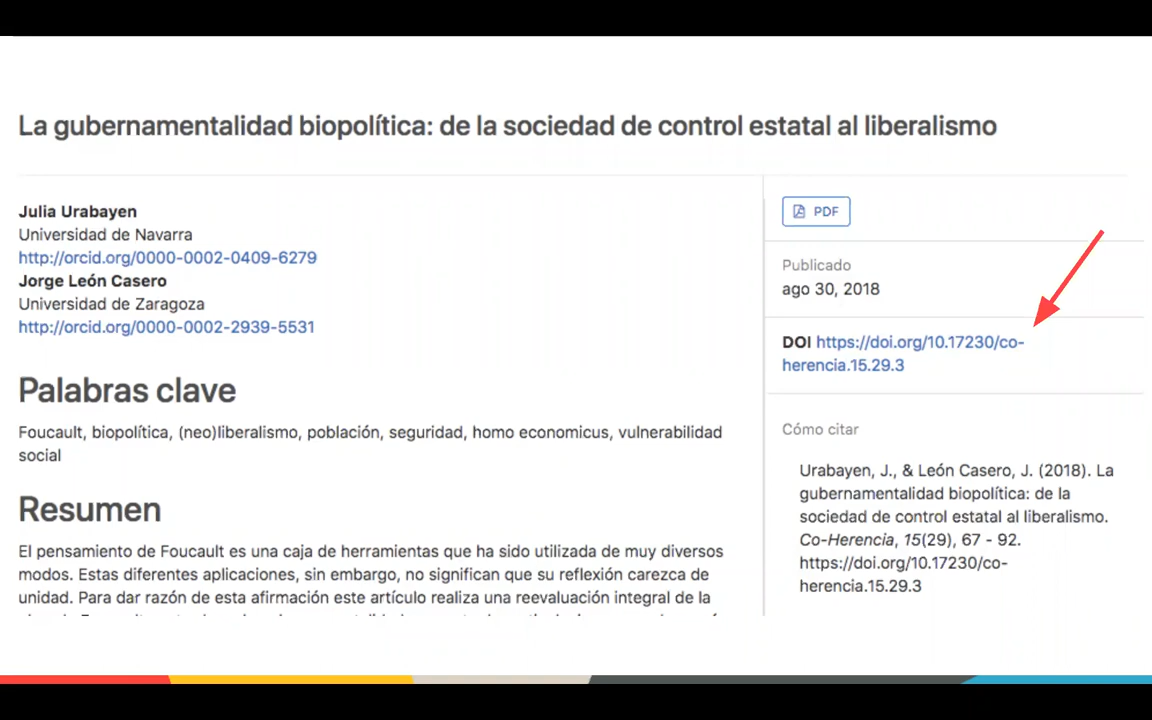 La gubernamentalidad biopolítica: de la sociedad de control estatal al liberalismo
Julia Urabayen
Universidad de Navarra
http://orcid.org/0000-0002-0409-6279
Jorge León Casero
Universidad de Zaragoza
http://orcid.org/0000-0002-2939-5531
Palabras clave
Foucault, biopolítica, (neo)liberalismo, población, seguridad, homo economicus, vulnerabilidad
social
Resumen
El pensamiento de Foucault es una caja de herramientas que ha sido utilizada de muy diversos
modos. Estas diferentes aplicaciones, sin embargo, no significan que su reflexión carezca de
unidad. Para dar razón de esta afirmación este artículo realiza una reevaluación integral de la
PDF
Publicado
ago 30, 2018
DOI https://doi.org/10.17230/co-
herencia.15.29.3
Cómo citar
Urabayen, J., & León Casero, J. (2018). La
gubernamentalidad biopolítica: de la
sociedad de control estatal al liberalismo.
Co-Herencia, 15(29), 67 - 92.
https://doi.org/10.17230/co-
herencia.15.29.3